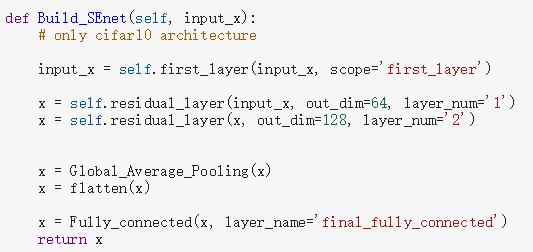 def Build_SEnet(self, input_x):
    # only cifar10 architecture
    input_x = self.first_layer(input_x, scope='first_layer')
    x = self.residual_layer(input_x, out_dim=64, layer_num='1')
    x = self.residual_layer(x, out_dim=128, layer_num='2')
    x = Global_Average_Pooling(x)
    x = flatten(x)
    x = Fully_connected(x, layer_name='final_fully_connected')
    return x